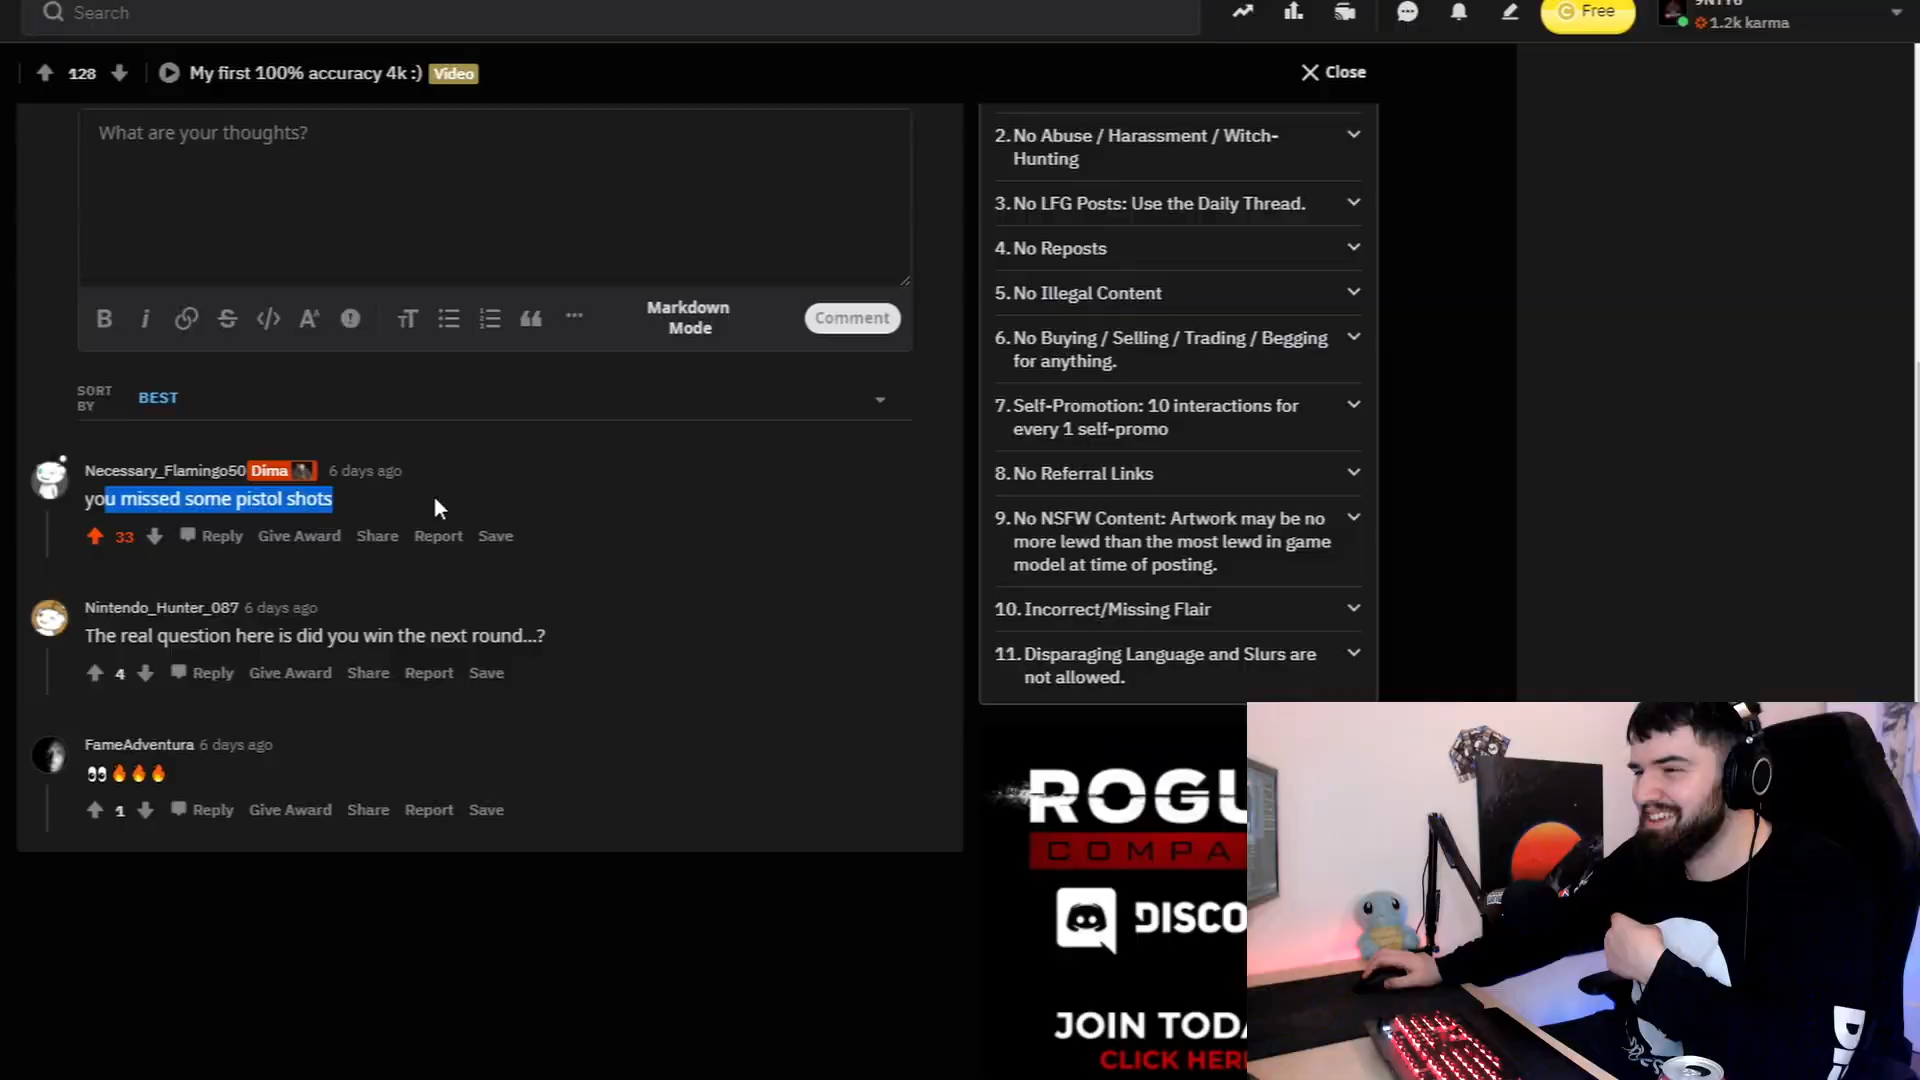 Search
Free
1.2k karma
128
My first 100% accuracy 4k :)
Video
Close
What are your thoughts?
Markdown
Mode
Comment
SORT
BY
BEST
Necessary_Flamingo50 Dima 6 days ago
you missed some pistol shots
33 Reply Give Award Share Report Save
Nintendo_Hunter_087 6 days ago
The real question here is did you win the next round...?
4 Reply Give Award Share Report Save
FameAdventura 6 days ago
👀🔥🔥🔥
1 Reply Give Award Share Report Save
2. No Abuse / Harassment / Witch-
Hunting
3. No LFG Posts: Use the Daily Thread.
4. No Reposts
5. No Illegal Content
6. No Buying / Selling / Trading / Begging
for anything.
7. Self-Promotion: 10 interactions for
every 1 self-promo
8. No Referral Links
9. No NSFW Content: Artwork may be no
more lewd than the most lewd in game
model at time of posting.
10. Incorrect/Missing Flair
11. Disparaging Language and Slurs are
not allowed.
ROGU
COMPA
DISCO
JOIN TODA
CLICK HER